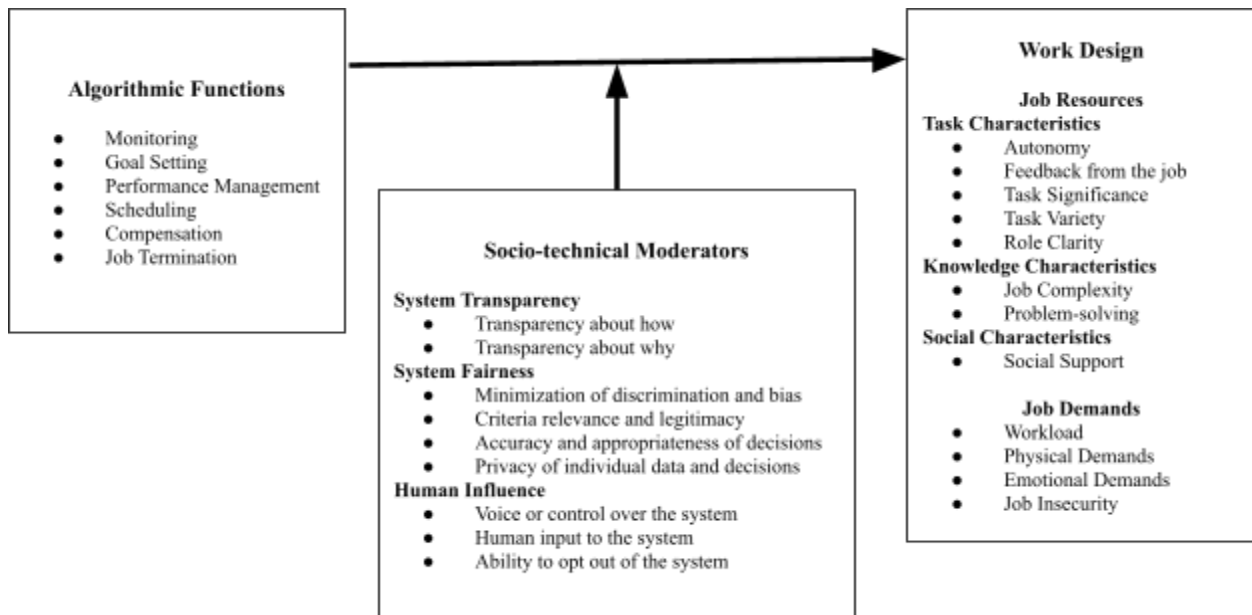 Algorithmic Functions
● Monitoring
● Goal Setting
● Performance Management
● Scheduling
● Compensation
● Job Termination
Socio-technical Moderators
System Transparency
● Transparency about how
● Transparency about why
System Fairness
● Minimization of discrimination and bias
● Criteria relevance and legitimacy
● Accuracy and appropriateness of decisions
● Privacy of individual data and decisions
Human Influence
● Voice or control over the system
● Human input to the system
● Ability to opt out of the system
Work Design
Job Resources
Task Characteristics
● Autonomy
● Feedback from the job
● Task Significance
● Task Variety
● Role Clarity
Knowledge Characteristics
● Job Complexity
● Problem-solving
Social Characteristics
● Social Support
Job Demands
● Workload
● Physical Demands
● Emotional Demands
● Job Insecurity